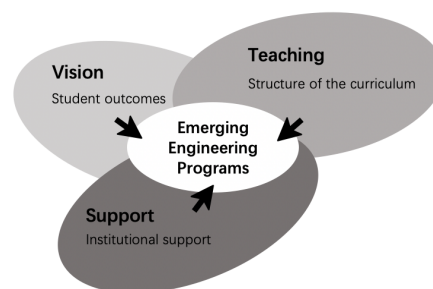 Vision
Student outcomes
Teaching
Structure of the curriculum
Emerging
Engineering
Programs
Support
Institutional support